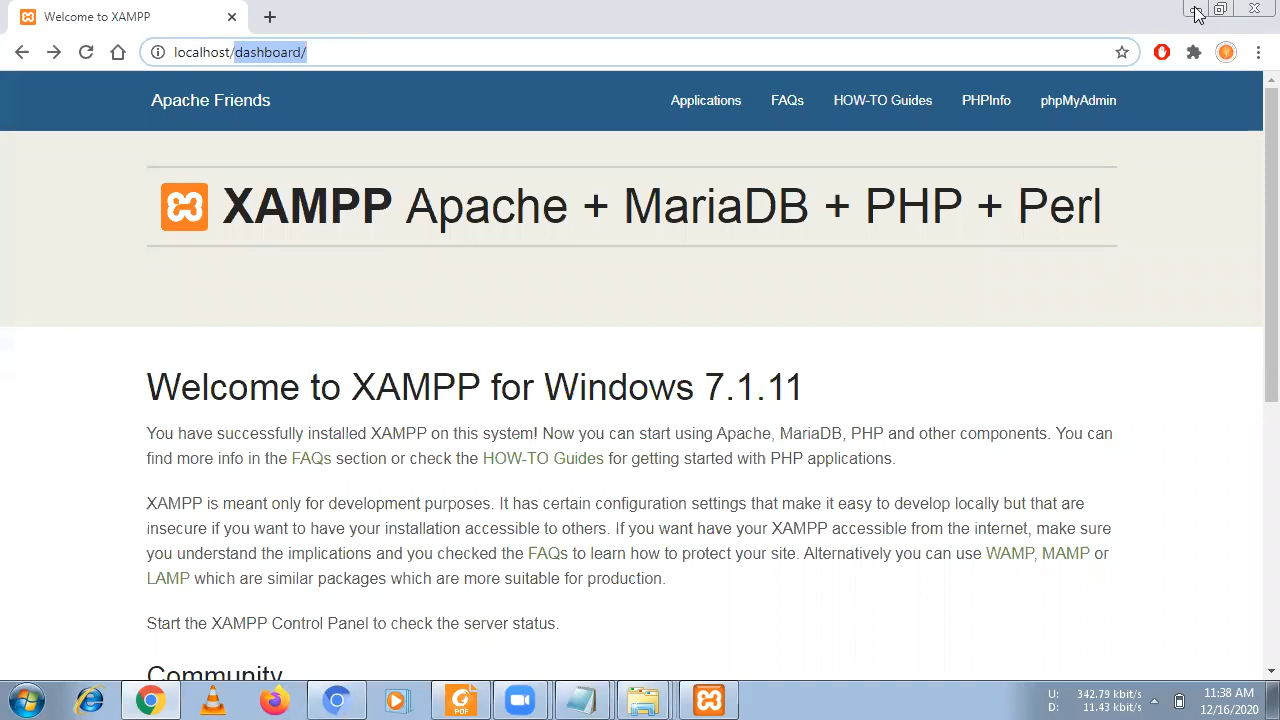 Welcome to XAMPP
localhost/dashboard/
Apache Friends
Applications
FAQs
HOW-TO Guides
PHPInfo
phpMyAdmin
XAMPP Apache + MariaDB + PHP + Perl
Welcome to XAMPP for Windows 7.1.11
You have successfully installed XAMPP on this system! Now you can start using Apache, MariaDB, PHP and other components. You can
find more info in the FAQs section or check the HOW-TO Guides for getting started with PHP applications.
XAMPP is meant only for development purposes. It has certain configuration settings that make it easy to develop locally but that are
insecure if you want to have your installation accessible to others. If you want have your XAMPP accessible from the internet, make sure
you understand the implications and you checked the FAQs to learn how to protect your site. Alternatively you can use WAMP, MAMP or
LAMP which are similar packages which are more suitable for production.
Start the XAMPP Control Panel to check the server status.
Community
PDF
U: 342.79 kbit/s
D: 11.43 kbit/s
11:38 AM
12/16/2020